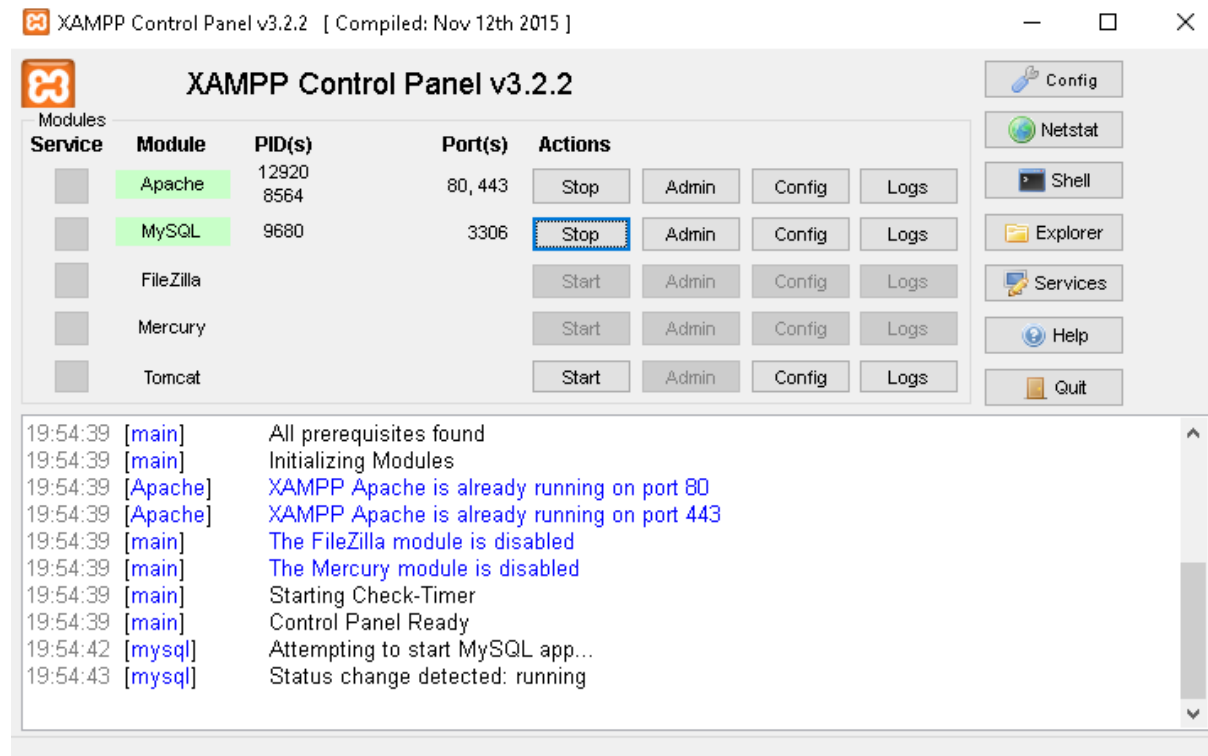 XAMPP Control Panel v3.2.2 [ Compiled: Nov 12th 2015 ]
XAMPP Control Panel v3.2.2
Config
Modules
Service Module PID(s) Port(s) Actions
Netstat
Apache 12920 8564 80, 443 Stop Admin Config Logs
Shell
MySQL 9680 3306 Stop Admin Config Logs
Explorer
FileZilla Start Admin Config Logs
Services
Mercury Start Admin Config Logs
Help
Tomcat Start Admin Config Logs
Quit
19:54:39 [main] All prerequisites found
19:54:39 [main] Initializing Modules
19:54:39 [Apache] XAMPP Apache is already running on port 80
19:54:39 [Apache] XAMPP Apache is already running on port 443
19:54:39 [main] The FileZilla module is disabled
19:54:39 [main] The Mercury module is disabled
19:54:39 [main] Starting Check-Timer
19:54:39 [main] Control Panel Ready
19:54:42 [mysql] Attempting to start MySQL app...
19:54:43 [mysql] Status change detected: running